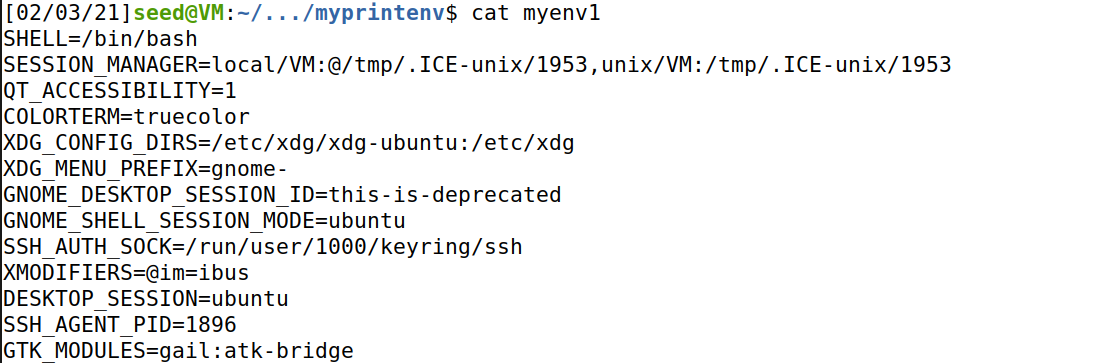 [02/03/21]seed@VM:~/.../myprintenv$ cat myenv1
SHELL=/bin/bash
SESSION_MANAGER=local/VM:@/tmp/.ICE-unix/1953,unix/VM:/tmp/.ICE-unix/1953
QT_ACCESSIBILITY=1
COLORTERM=truecolor
XDG_CONFIG_DIRS=/etc/xdg/xdg-ubuntu:/etc/xdg
XDG_MENU_PREFIX=gnome-
GNOME_DESKTOP_SESSION_ID=this-is-deprecated
GNOME_SHELL_SESSION_MODE=ubuntu
SSH_AUTH_SOCK=/run/user/1000/keyring/ssh
XMODIFIERS=@im=ibus
DESKTOP_SESSION=ubuntu
SSH_AGENT_PID=1896
GTK_MODULES=gail:atk-bridge